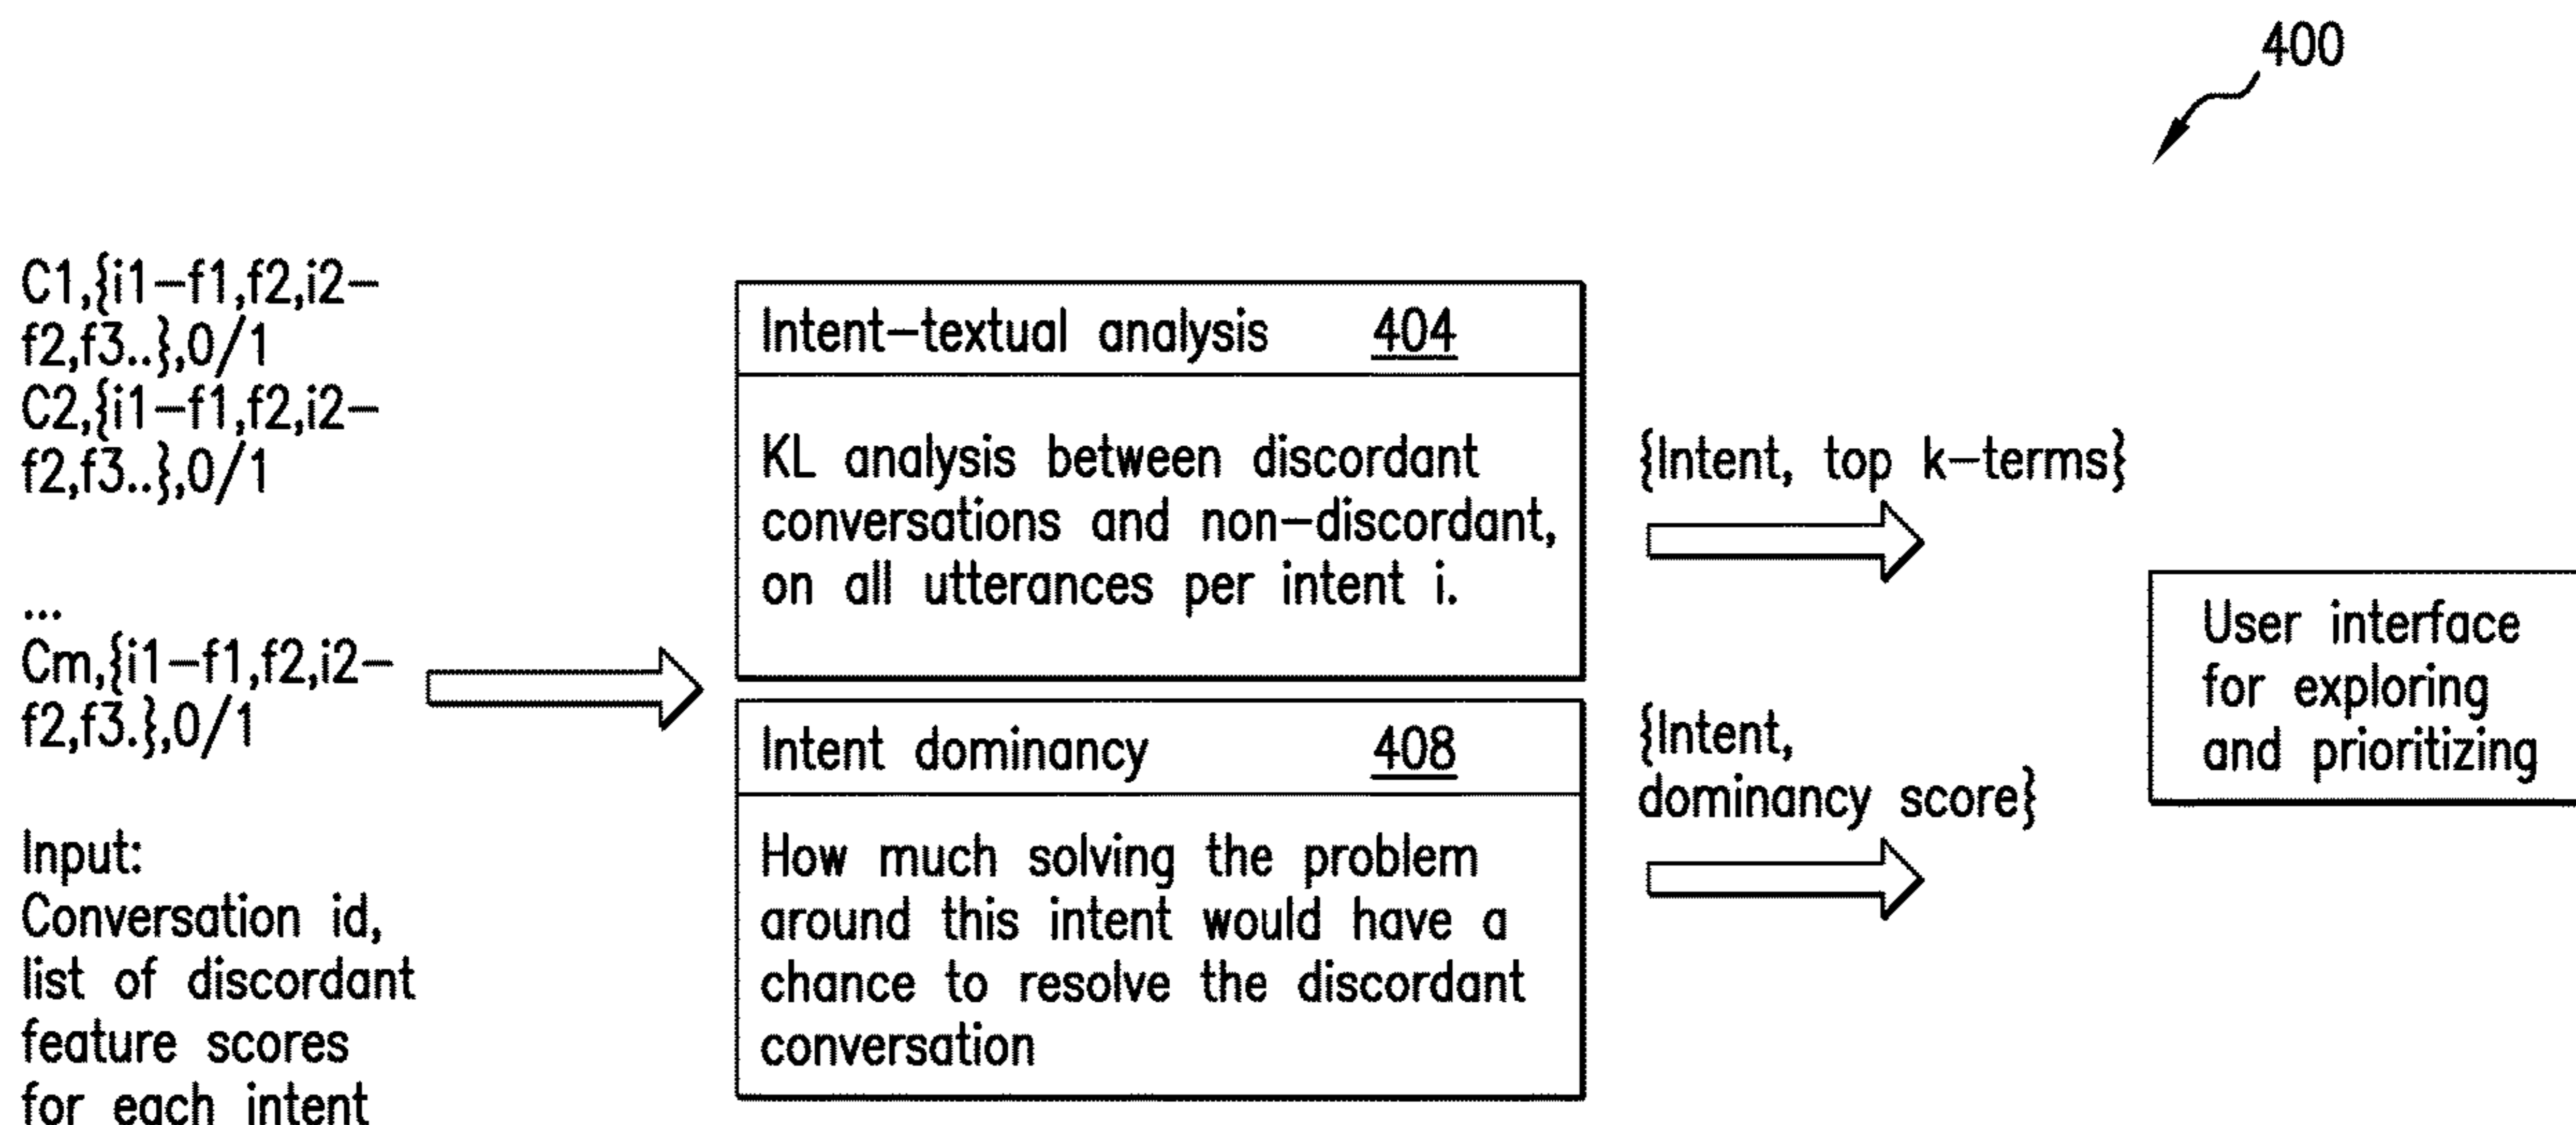 400
C1,{i1-f1,f2,i2-
f2,f3..},0/1
C2,{i1-f1,f2,i2-
f2,f3..},0/1
...
Cm,{i1-f1,f2,i2-
f2,f3.},0/1
Input:
Conversation id,
list of discordant
feature scores
for each intent
Intent-textual analysis 404
KL analysis between discordant
conversations and non-discordant,
on all utterances per intent i.
Intent dominancy 408
How much solving the problem
around this intent would have a
chance to resolve the discordant
conversation
{Intent, top k-terms}
{Intent,
dominancy score}
User interface
for exploring
and prioritizing